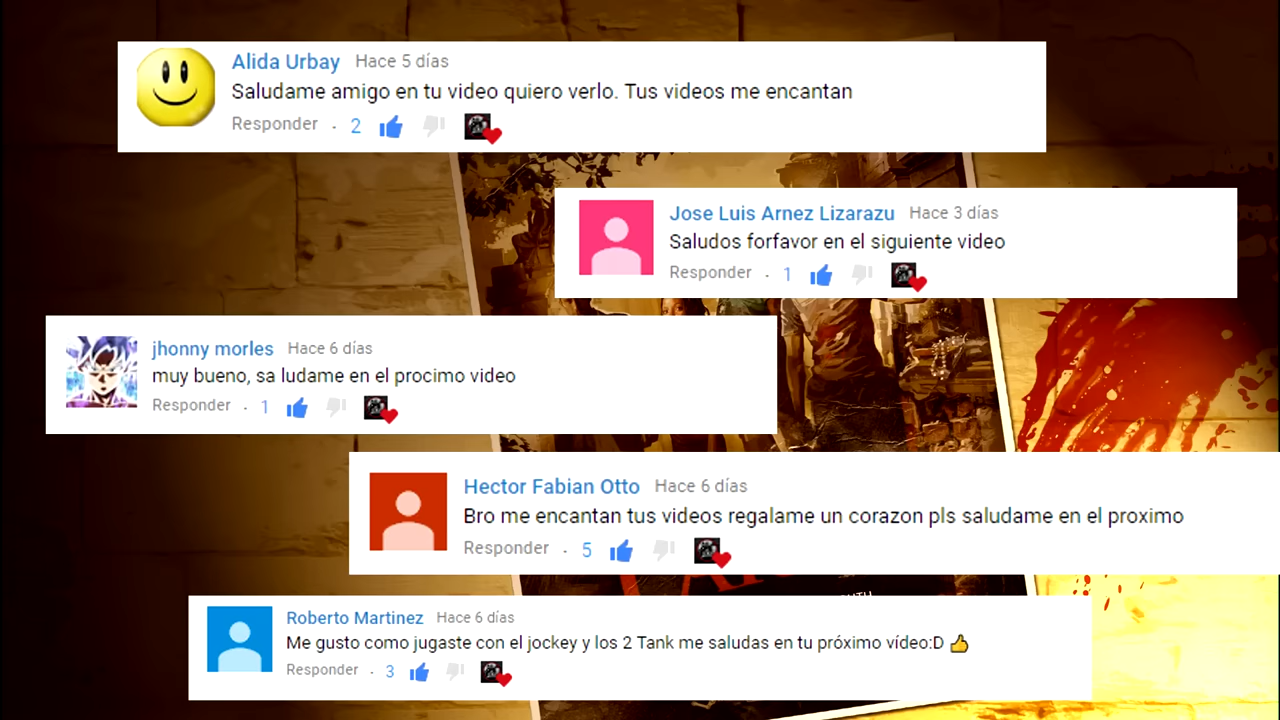 Alida Urbay Hace 5 días
Saludame amigo en tu video quiero verlo. Tus videos me encantan
Responder · 2
Jose Luis Arnez Lizarazu Hace 3 días
Saludos forfavor en el siguiente video
Responder · 1
jhonny morles Hace 6 días
muy bueno, sa ludame en el procimo video
Responder · 1
Hector Fabian Otto Hace 6 días
Bro me encantan tus videos regalame un corazon pls saludame en el proximo
Responder · 5
Roberto Martinez Hace 6 días
Me gusto como jugaste con el jockey y los 2 Tank me saludas en tu próximo vídeo:D 👍
Responder · 3